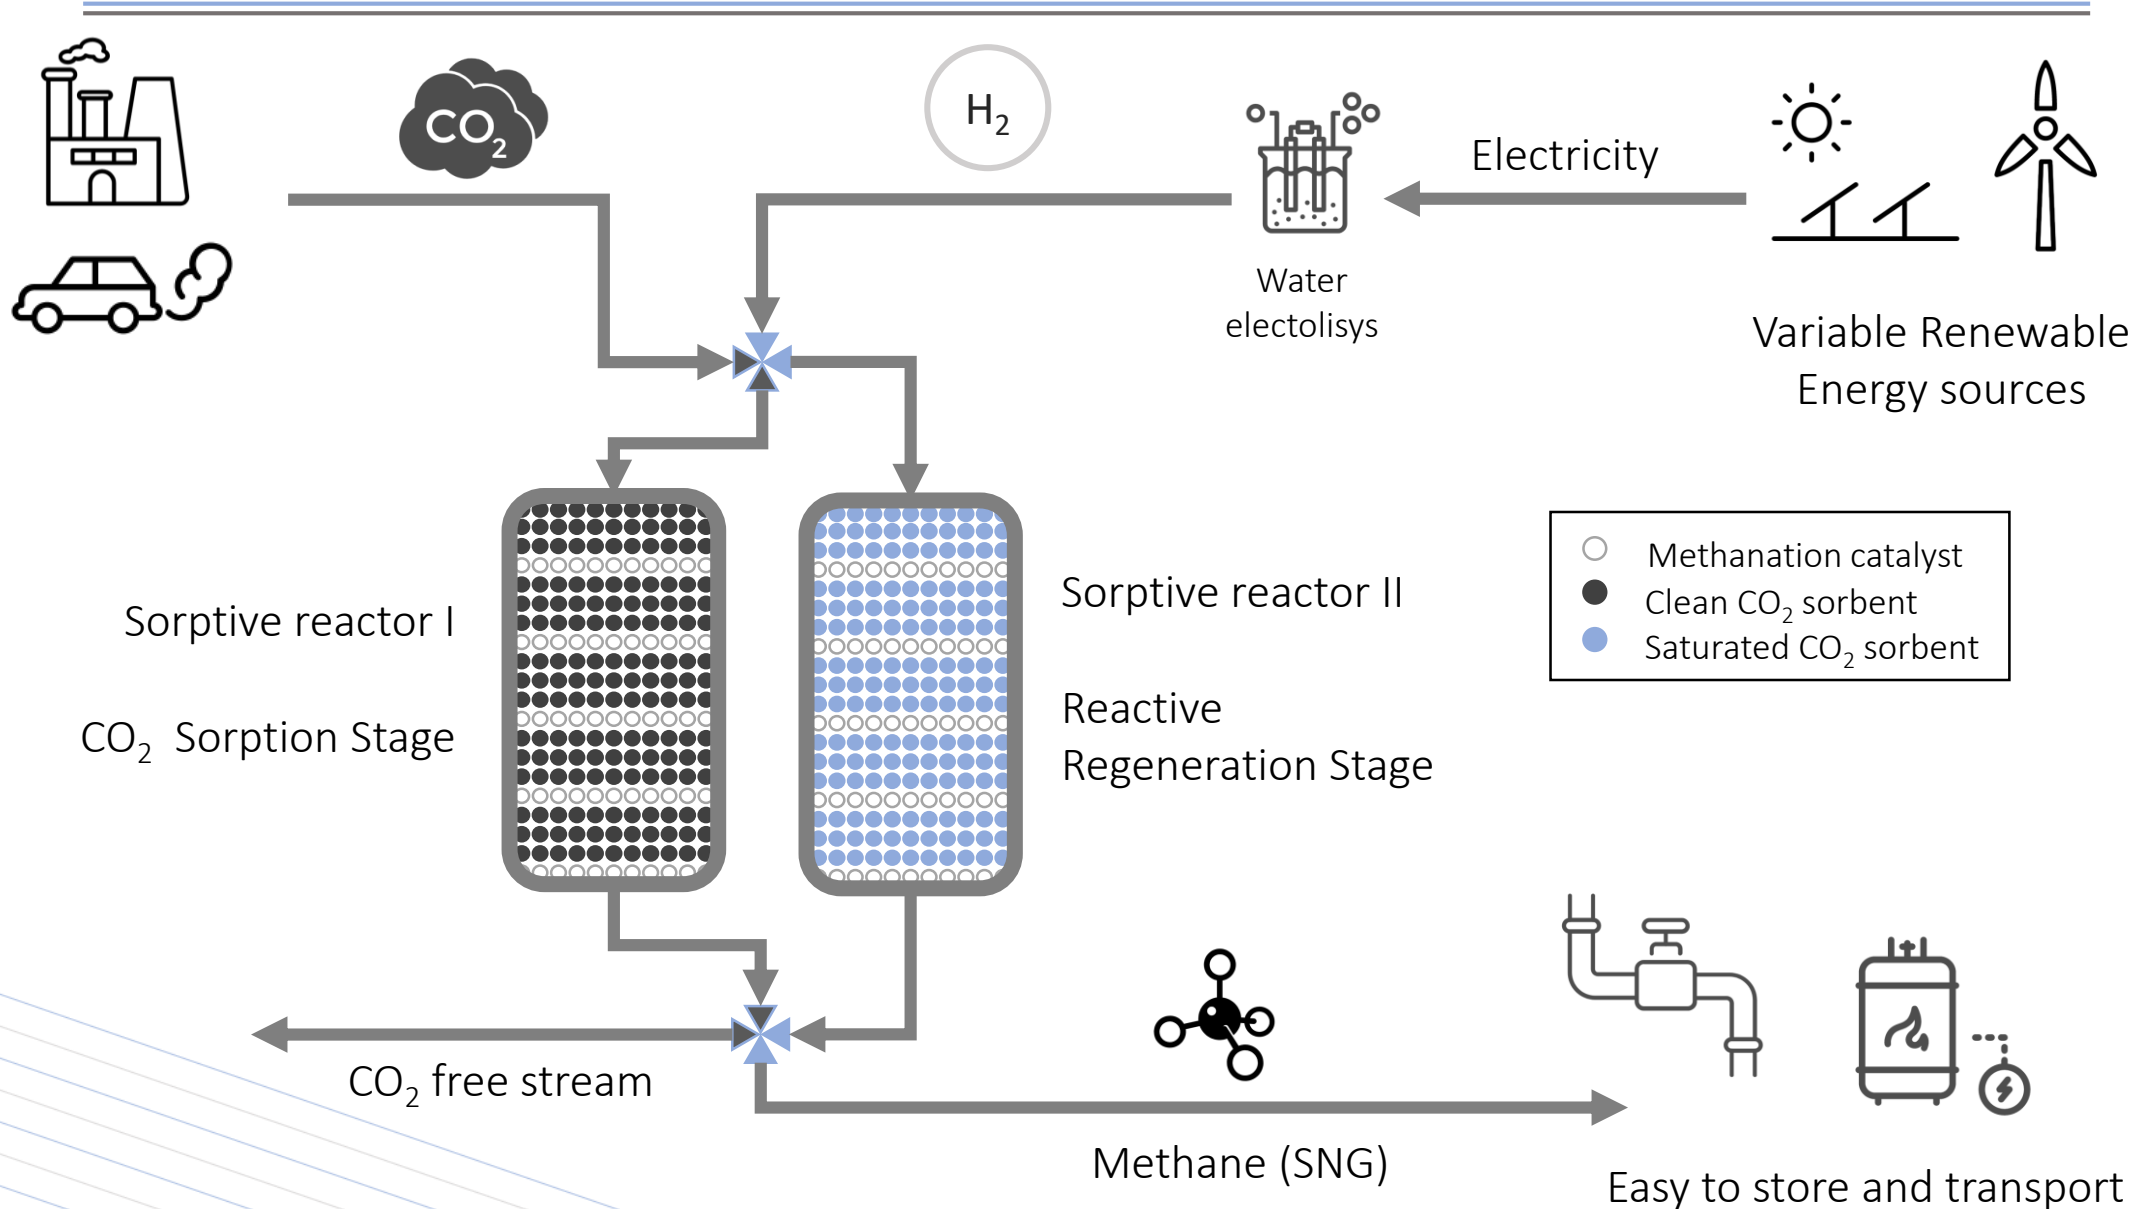 CO₂
H₂
Electricity
Water
electolisys
Variable Renewable
Energy sources
Sorptive reactor I
CO₂ Sorption Stage
Sorptive reactor II
Reactive
Regeneration Stage
Methanation catalyst
Clean CO₂ sorbent
Saturated CO₂ sorbent
CO₂ free stream
Methane (SNG)
Easy to store and transport